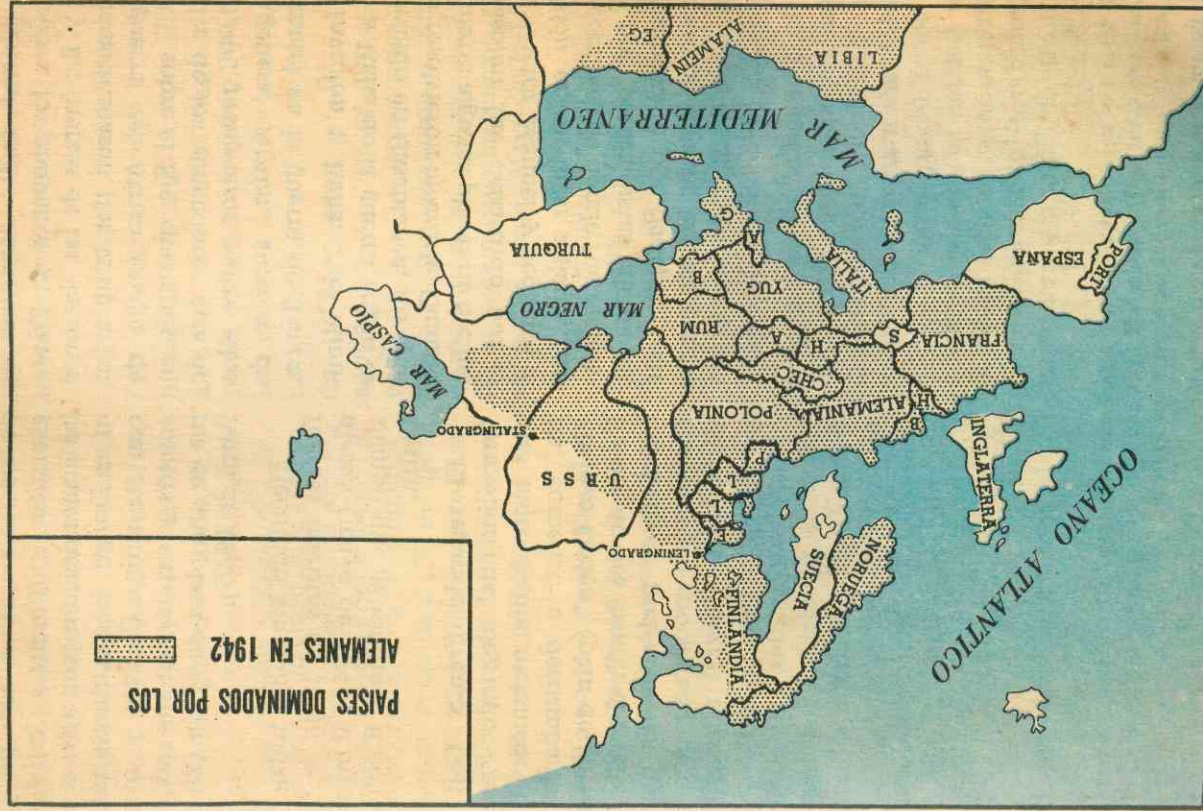 PAISES DOMINADOS POR LOS
ALEMANES EN 1942
OCEANO ATLANTICO
NORUEGA
SUECIA
FINLANDIA
LENINGRADO
E
L
L
P
INGLATERRA
URSS
STALINGRADO
B
H
ALEMANIA
POLONIA
CHEC
FRANCIA
S
H
A
RUM
MAR CASPIO
ITALIA
YUG
B
MAR NEGRO
PORT
ESPAÑA
A
G
TURQUIA
MAR MEDITERRANEO
LIBIA
ALAMEIN
EG